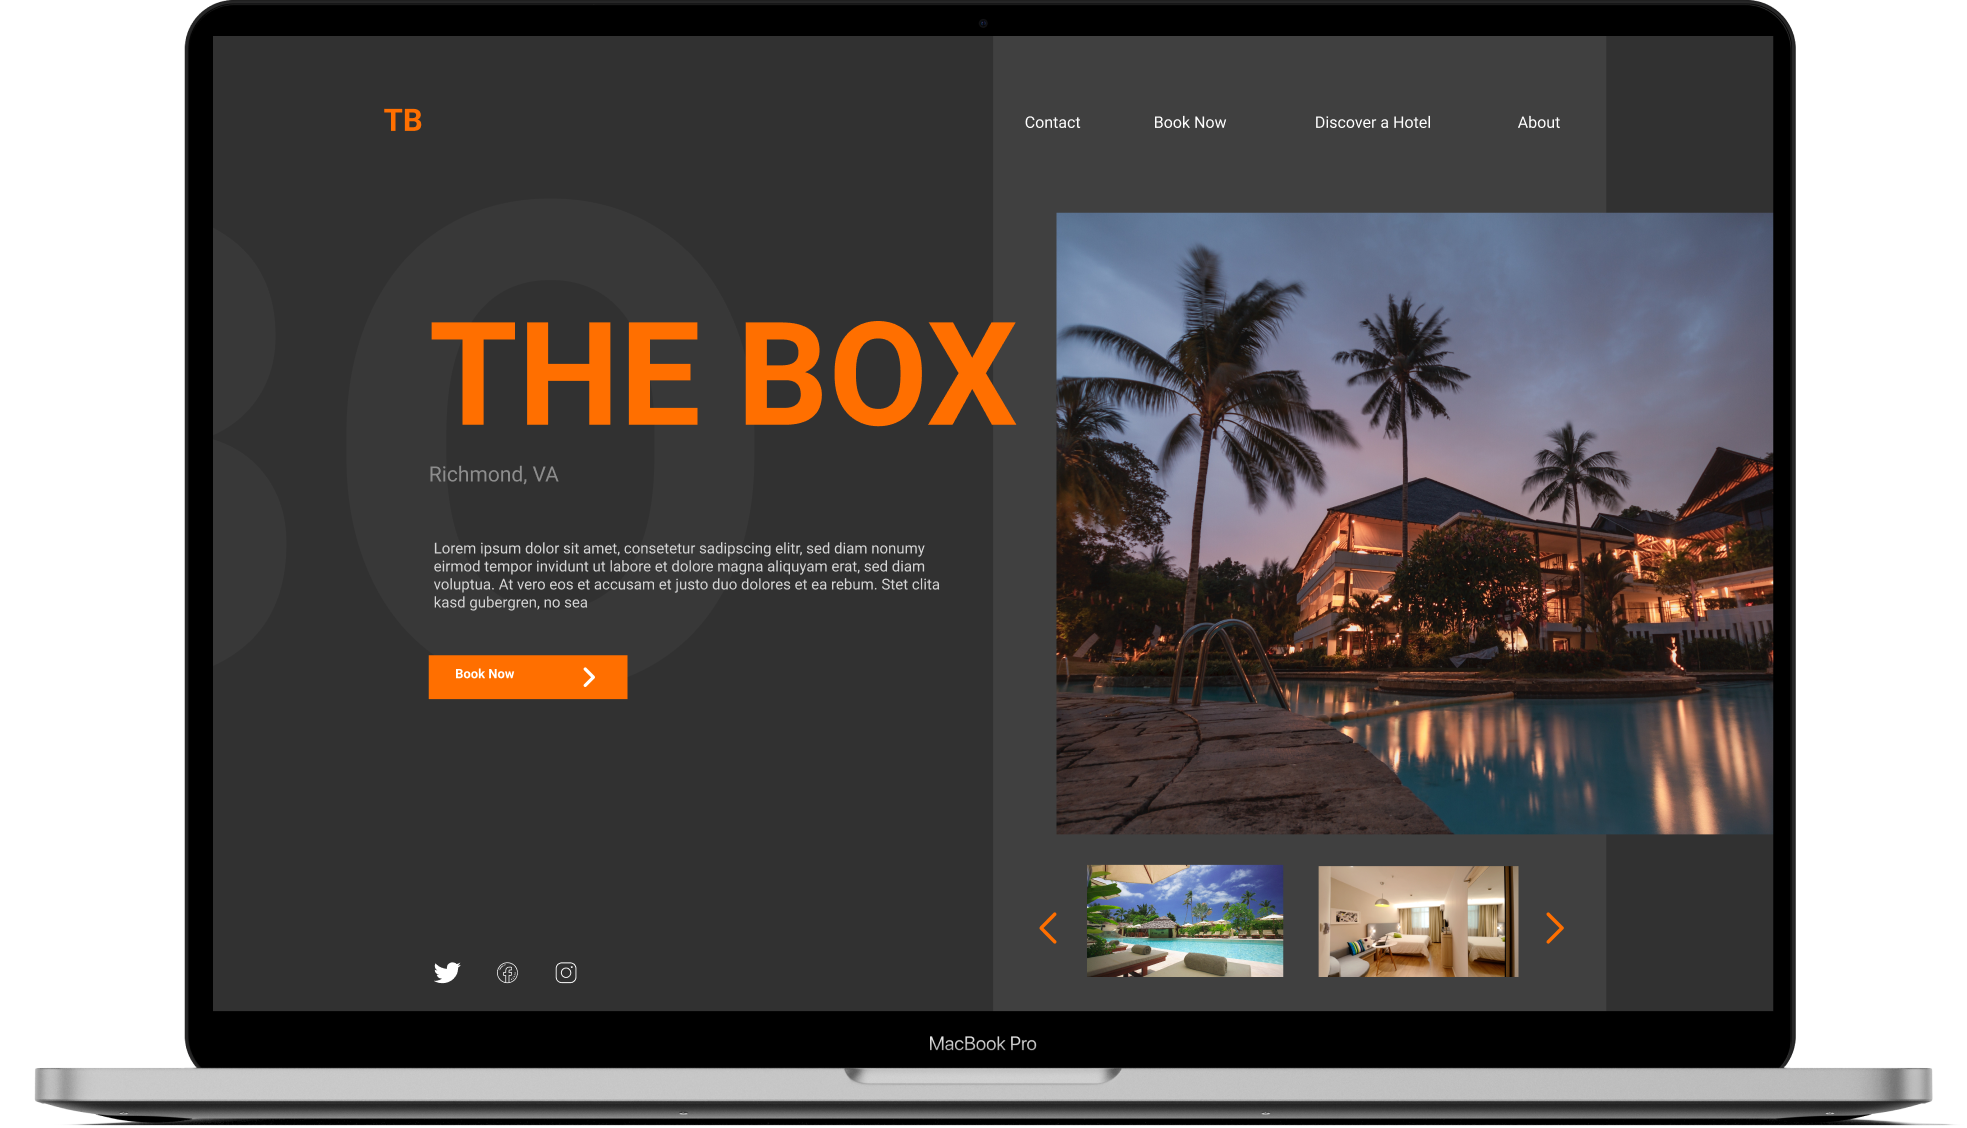 TB
Contact
Book Now
Discover a Hotel
About
BO
THE BOX
Richmond, VA
Lorem ipsum dolor sit amet, consetetur sadipscing elitr, sed diam nonumy
eirmod tempor invidunt ut labore et dolore magna aliquyam erat, sed diam
voluptua. At vero eos et accusam et justo duo dolores et ea rebum. Stet clita
kasd gubergren, no sea
Book Now
MacBook Pro